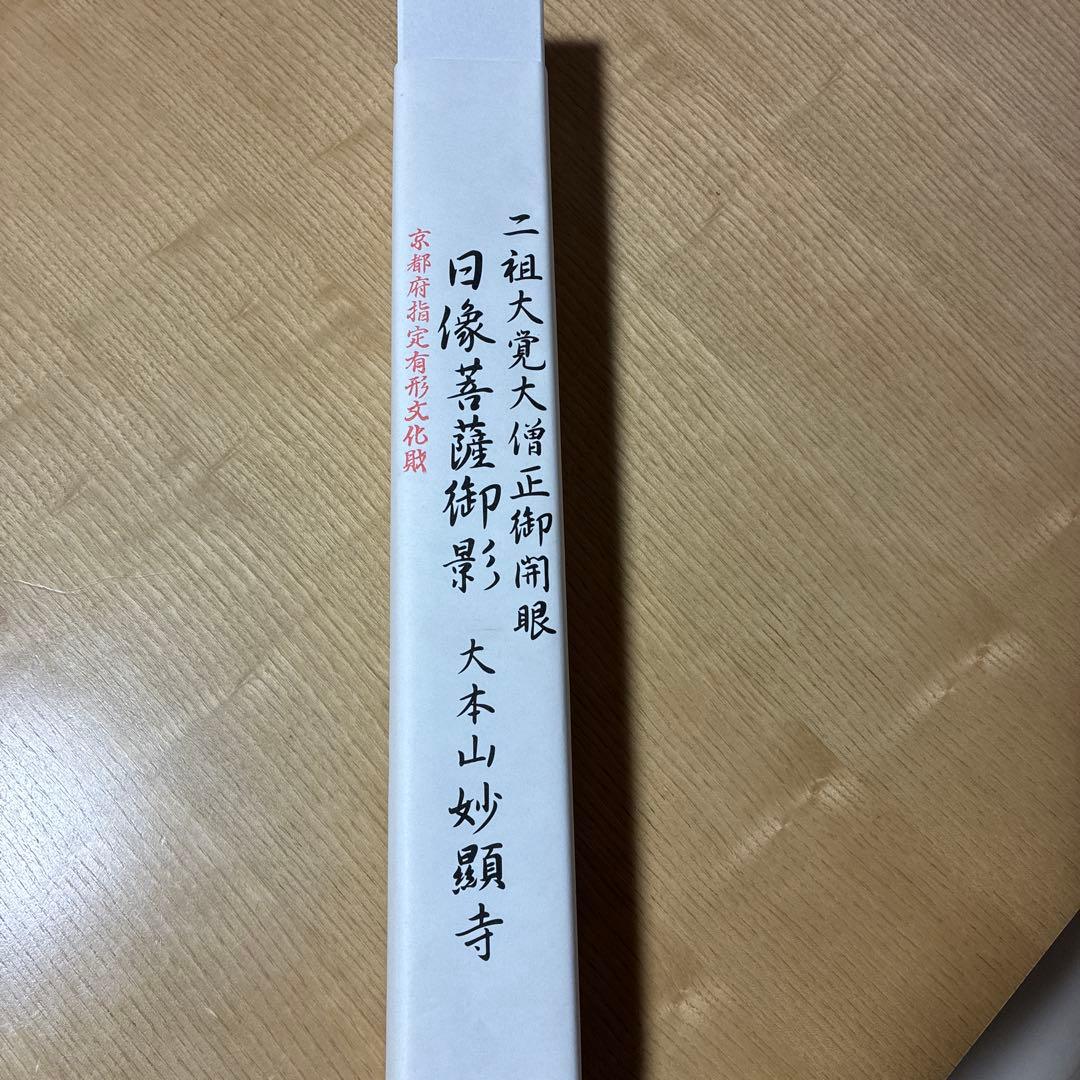 二祖大覚大僧正御開眼
日像菩薩御影 大本山妙顯寺
京都府指定有形文化財